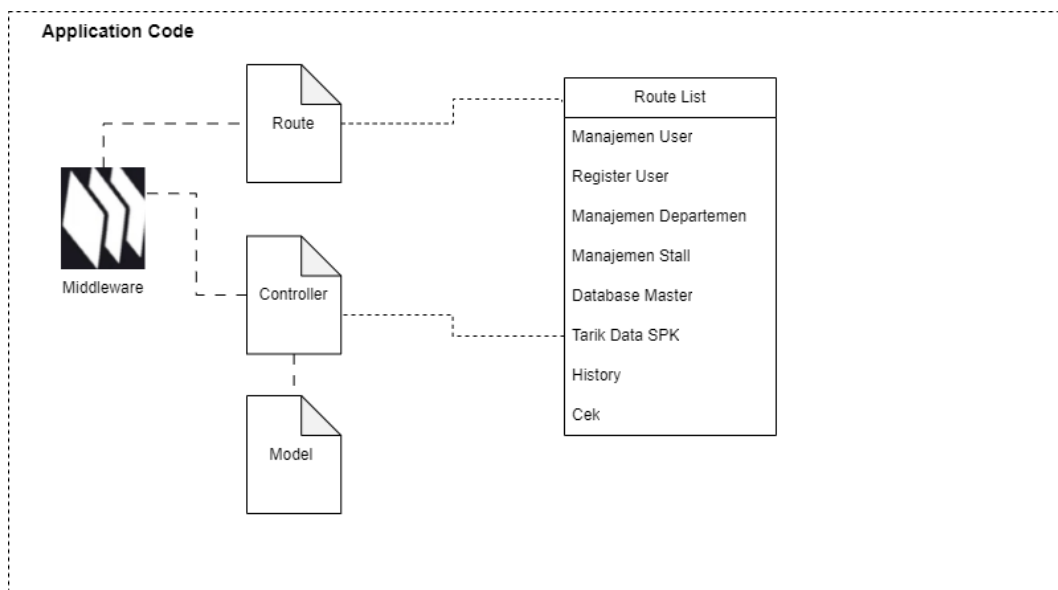 Application Code
Route
Route List
Manajemen User
Register User
Manajemen Departemen
Manajemen Stall
Middleware
Controller
Database Master
Tarik Data SPK
History
Cek
Model